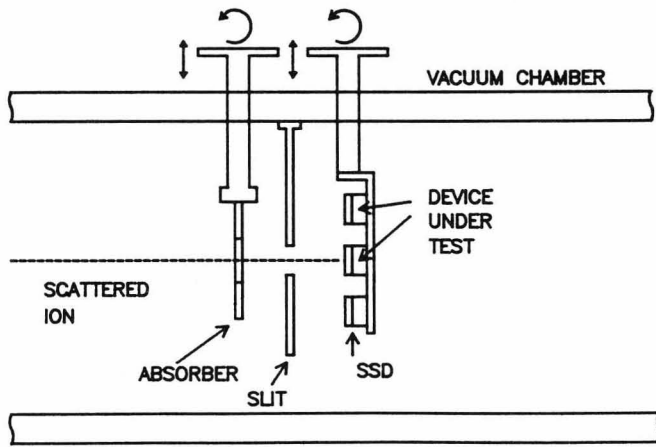 VACUUM CHAMBER
DEVICE
UNDER
TEST
SCATTERED
ION
ABSORBER
SLIT
SSD